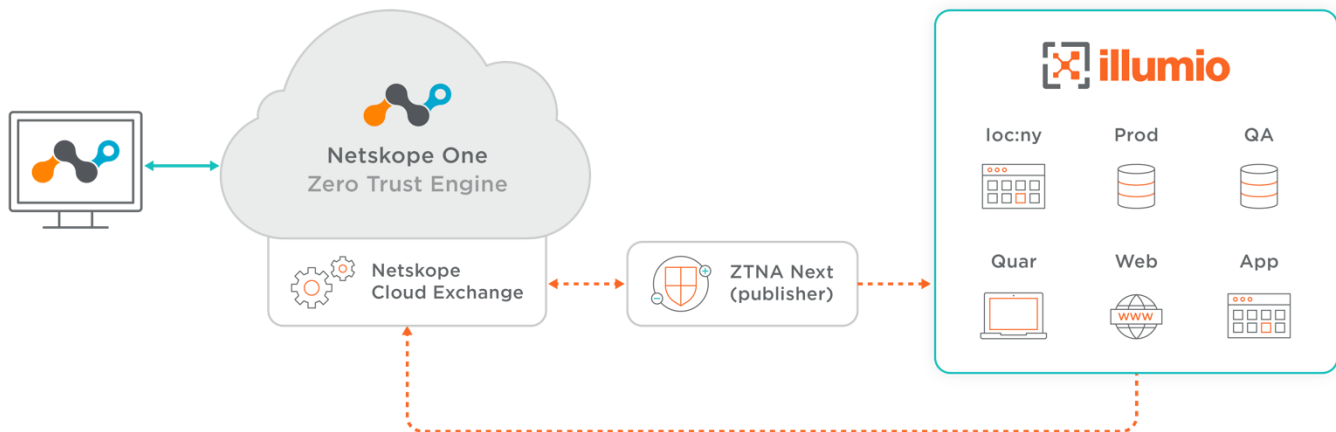 illumio
loc:ny
Prod
QA
Netskope One
Zero Trust Engine
Netskope
Cloud Exchange
ZTNA Next
(publisher)
Quar
Web
App
www